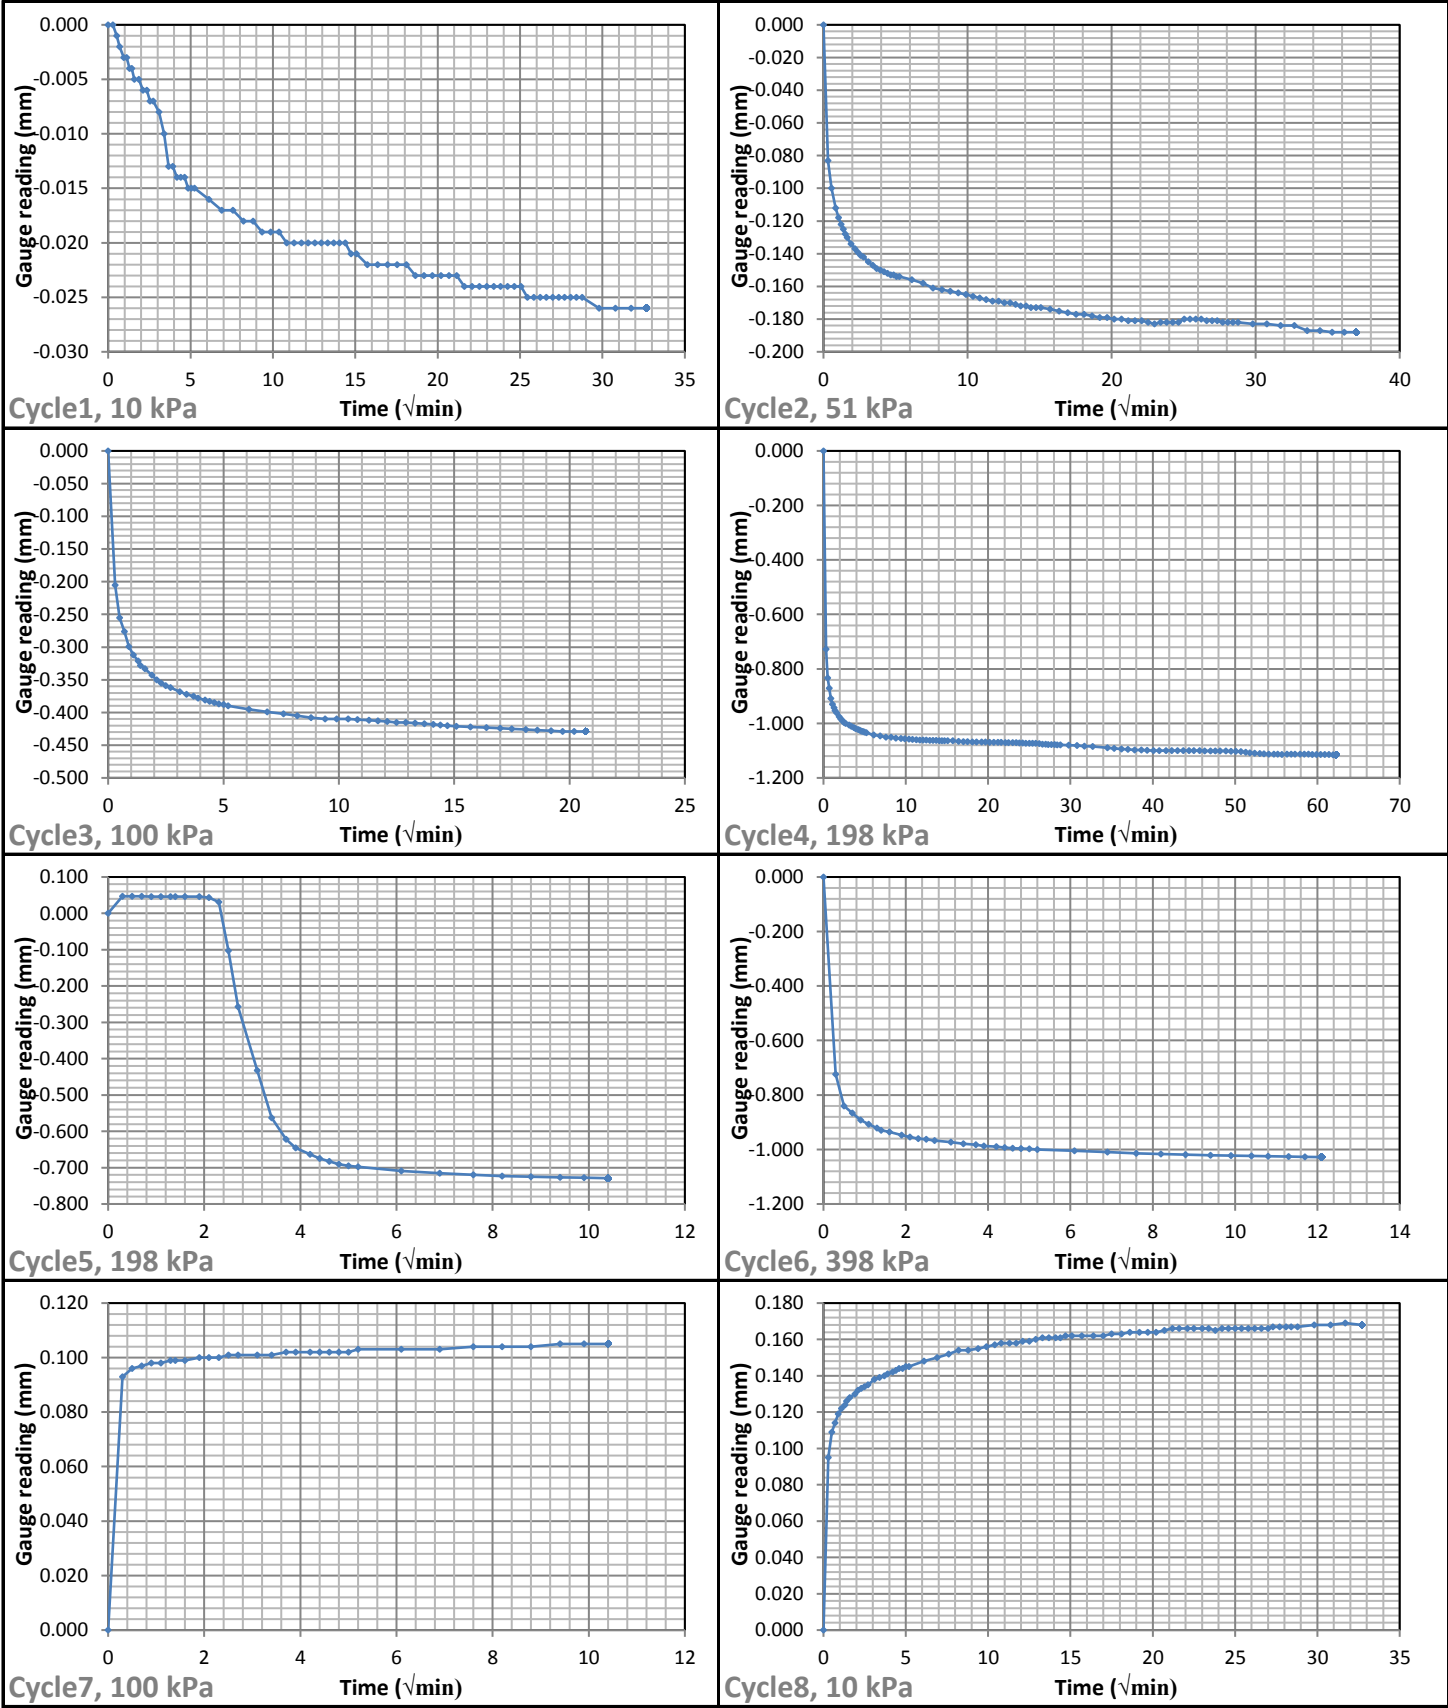 0.000
-0.005
-0.010
-0.015
-0.020
-0.025
-0.030
Gauge reading (mm)
0 5 10 15 20 25 30 35
Cycle1, 10 kPa Time (√min)
0.000
-0.020
-0.040
-0.060
-0.080
-0.100
-0.120
-0.140
-0.160
-0.180
-0.200
Gauge reading (mm)
0 10 20 30 40
Cycle2, 51 kPa Time (√min)
0.000
-0.050
-0.100
-0.150
-0.200
-0.250
-0.300
-0.350
-0.400
-0.450
-0.500
Gauge reading (mm)
0 5 10 15 20 25
Cycle3, 100 kPa Time (√min)
0.000
-0.200
-0.400
-0.600
-0.800
-1.000
-1.200
Gauge reading (mm)
0 10 20 30 40 50 60 70
Cycle4, 198 kPa Time (√min)
0.100
0.000
-0.100
-0.200
-0.300
-0.400
-0.500
-0.600
-0.700
-0.800
Gauge reading (mm)
0 2 4 6 8 10 12
Cycle5, 198 kPa Time (√min)
0.000
-0.200
-0.400
-0.600
-0.800
-1.000
-1.200
Gauge reading (mm)
0 2 4 6 8 10 12 14
Cycle6, 398 kPa Time (√min)
0.120
0.100
0.080
0.060
0.040
0.020
0.000
Gauge reading (mm)
0 2 4 6 8 10 12
Cycle7, 100 kPa Time (√min)
0.180
0.160
0.140
0.120
0.100
0.080
0.060
0.040
0.020
0.000
Gauge reading (mm)
0 5 10 15 20 25 30 35
Cycle8, 10 kPa Time (√min)